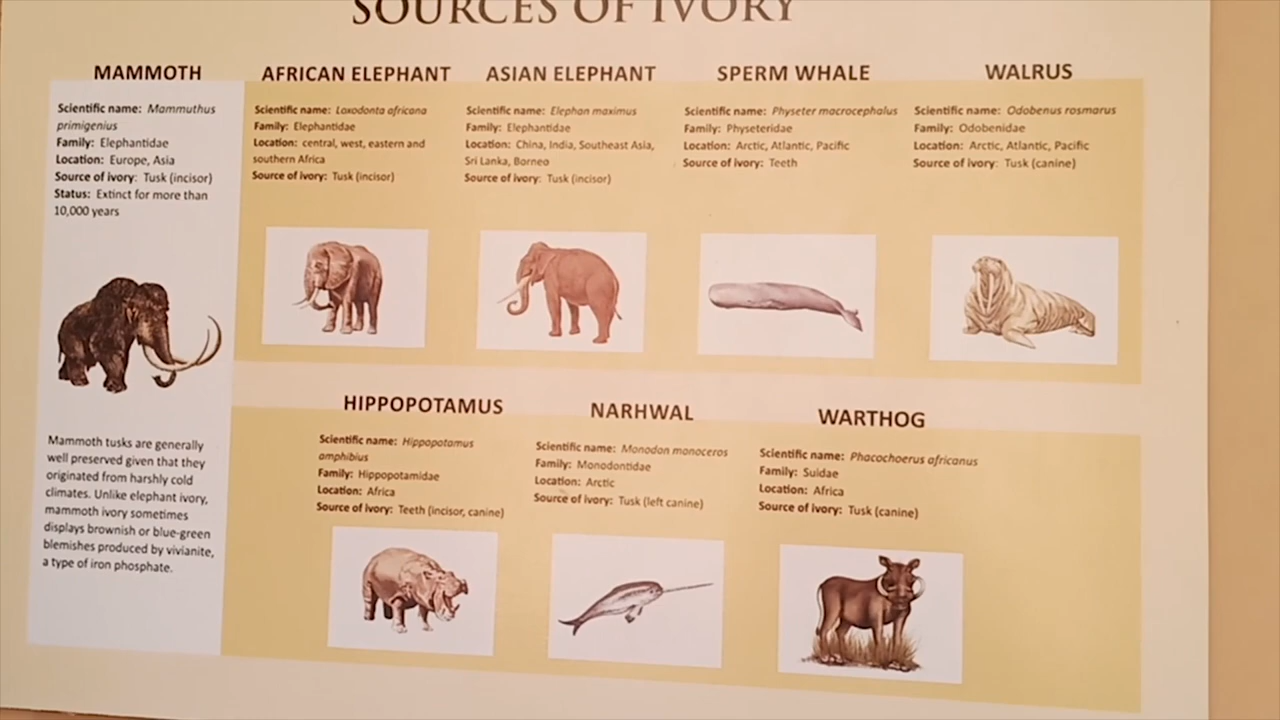 SOURCES OF IVORY
MAMMOTH
Scientific name: Mammuthus
primigenius
Family: Elephantidae
Location: Europe, Asia
Source of ivory: Tusk (incisor)
Status: Extinct for more than
10,000 years
Mammoth tusks are generally
well preserved given that they
originated from harshly cold
climates. Unlike elephant ivory,
mammoth ivory sometimes
displays brownish or blue-green
blemishes produced by vivianite,
a type of iron phosphate.
AFRICAN ELEPHANT
Scientific name: Loxodonta africana
Family: Elephantidae
Location: central, west, eastern and
southern Africa
Source of ivory: Tusk (incisor)
ASIAN ELEPHANT
Scientific name: Elephan maximus
Family: Elephantidae
Location: China, India, Southeast Asia,
Sri Lanka, Borneo
Source of ivory: Tusk (incisor)
SPERM WHALE
Scientific name: Physeter macrocephalus
Family: Physeteridae
Location: Arctic, Atlantic, Pacific
Source of ivory: Teeth
WALRUS
Scientific name: Odobenus rosmarus
Family: Odobenidae
Location: Arctic, Atlantic, Pacific
Source of ivory: Tusk (canine)
HIPPOPOTAMUS
Scientific name: Hippopotamus
amphibius
Family: Hippopotamidae
Location: Africa
Source of ivory: Teeth (incisor, canine)
NARHWAL
Scientific name: Monodon monoceros
Family: Monodontidae
Location: Arctic
Source of ivory: Tusk (left canine)
WARTHOG
Scientific name: Phacochoerus africanus
Family: Suidae
Location: Africa
Source of ivory: Tusk (canine)